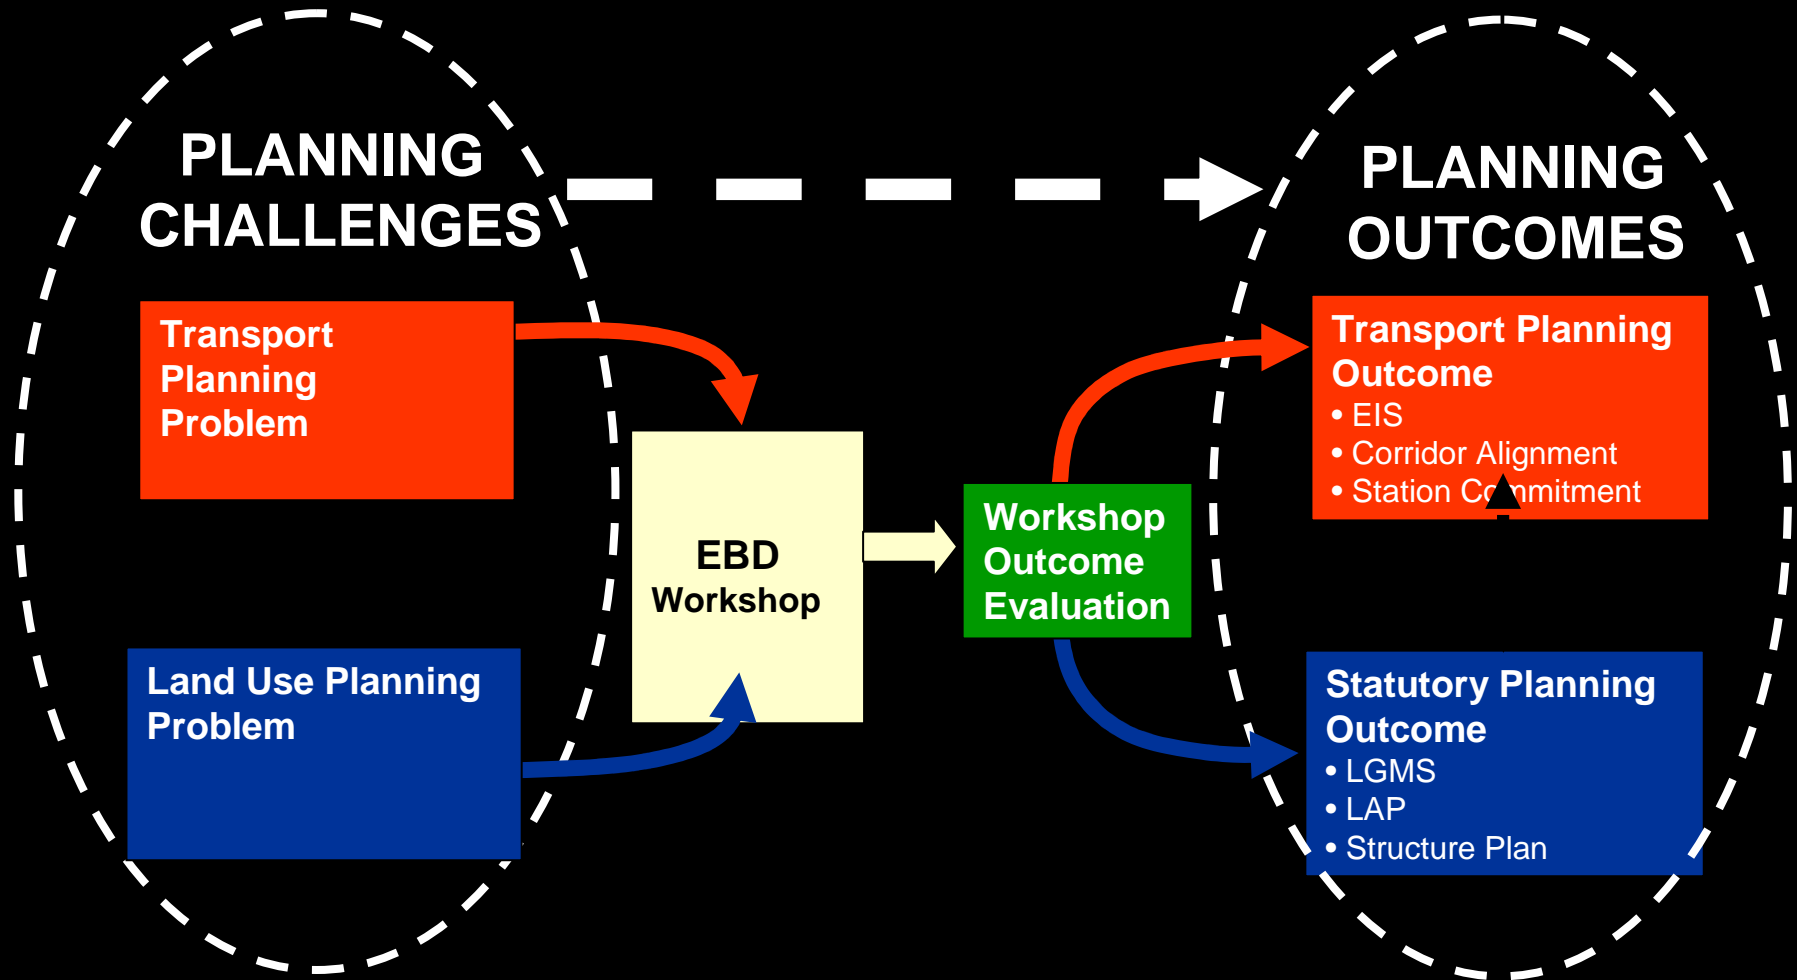 PLANNING
CHALLENGES
Transport
Planning
Problem
Land Use Planning
Problem
EBD
Workshop
Workshop
Outcome
Evaluation
PLANNING
OUTCOMES
Transport Planning
Outcome
• EIS
• Corridor Alignment
• Station Commitment
Statutory Planning
Outcome
• LGMS
• LAP
• Structure Plan